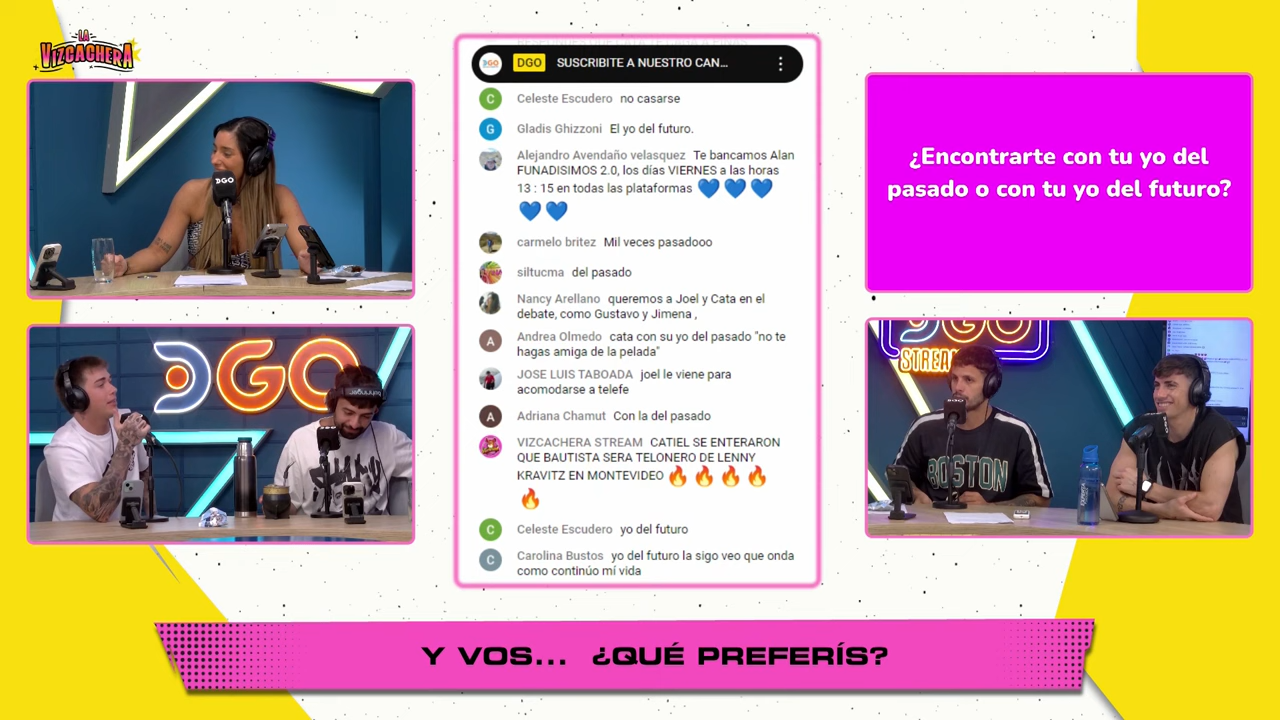 LA
VIZCACHERA
DGO
SUSCRIBITE A NUESTRO CAN...
Celeste Escudero no casarse
Gladis Ghizzoni El yo del futuro.
Alejandro Avendaño velasquez Te bancamos Alan
FUNADISIMOS 2.0, los días VIERNES a las horas
13 : 15 en todas las plataformas 💙 💙 💙
💙 💙
carmelo britez Mil veces pasadooo
siltucma del pasado
Nancy Arellano queremos a Joel y Cata en el
debate, como Gustavo y Jimena ,
A Andrea Olmedo cata con su yo del pasado "no te
hagas amiga de la pelada"
JOSE LUIS TABOADA joel le viene para
acomodarse a telefe
A Adriana Chamut Con la del pasado
VIZCACHERA STREAM CATIEL SE ENTERARON
QUE BAUTISTA SERA TELONERO DE LENNY
KRAVITZ EN MONTEVIDEO 🔥 🔥 🔥 🔥
🔥
C Celeste Escudero yo del futuro
C Carolina Bustos yo del futuro la sigo veo que onda
como continúo mí vida
¿Encontrarte con tu yo del
pasado o con tu yo del futuro?
DGO
DGO
DGO
STREAM
DGO
BOSTON
Y VOS... ¿QUÉ PREFERÍS?